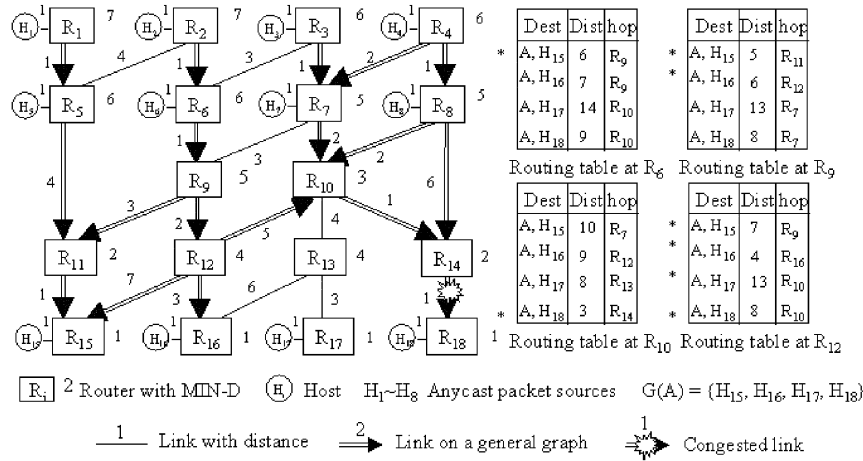 1 7 1 7 1 6 1 6
H1 R1 H2 R2 H3 R3 H4 R4
1 4 1 3 1 2 1
1 1 1 1
H5 R5 6 H6 R6 6 H7 R7 5 H8 R8 5
1 3 2 2
4 R9 5 R10 3 6
3 2 5 4 1
R11 2 R12 4 R13 4 R14 2
1 7 3 6 3 1
1 1 1 1
R15 1 H16 R16 1 H17 R17 1 H18 R18 1
Dest Dist hop
* A, H15 6 R9
A, H16 7 R9
A, H17 14 R10
A, H18 9 R10
Routing table at R6
Dest Dist hop
* A, H15 5 R11
* A, H16 6 R12
A, H17 13 R7
A, H18 8 R7
Routing table at R9
Dest Dist hop
A, H15 10 R7
A, H16 9 R12
A, H17 8 R13
* A, H18 3 R14
Routing table at R10
Dest Dist hop
* A, H15 7 R9
* A, H16 4 R16
* A, H17 13 R10
A, H18 8 R10
Routing table at R12
Ri 2 Router with MIN-D Hi Host H1~H8 Anycast packet sources G(A) = {H15, H16, H17, H18}
1 Link with distance 2 Link on a general graph 1 Congested link